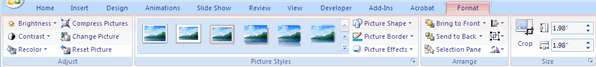 Home Insert Design Animations Slide Show Review View Developer Add-Ins Acrobat Format
Brightness Compress Pictures Picture Shape Bring to Front 1.98"
Contrast Change Picture Picture Border Send to Back
Recolor Reset Picture Picture Effects Selection Pane Crop 1.98"
Adjust Picture Styles Arrange Size